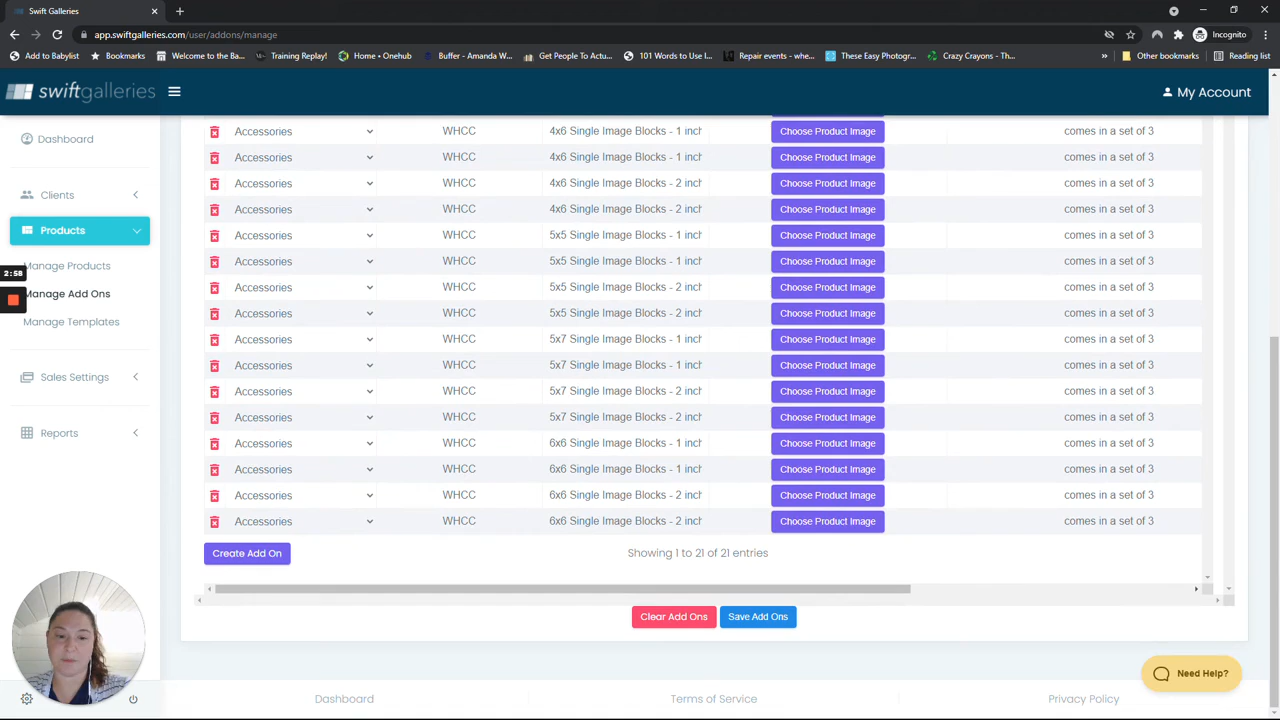 Swift Galleries
app.swiftgalleries.com/user/addons/manage
Incognito
Add to Babylist
Bookmarks
Welcome to the Ba...
Training Replay!
Home • Onehub
Buffer - Amanda W...
Get People To Actu...
101 Words to Use I...
Repair events - whe...
These Easy Photogr...
Crazy Crayons - Th...
Other bookmarks
Reading list
swiftgalleries
My Account
Dashboard
Clients
Products
Manage Products
Manage Add Ons
Manage Templates
Sales Settings
Reports
2:58
Accessories WHCC 4x6 Single Image Blocks - 1 inch Choose Product Image comes in a set of 3
Accessories WHCC 4x6 Single Image Blocks - 1 inch Choose Product Image comes in a set of 3
Accessories WHCC 4x6 Single Image Blocks - 2 inch Choose Product Image comes in a set of 3
Accessories WHCC 4x6 Single Image Blocks - 2 inch Choose Product Image comes in a set of 3
Accessories WHCC 5x5 Single Image Blocks - 1 inch Choose Product Image comes in a set of 3
Accessories WHCC 5x5 Single Image Blocks - 1 inch Choose Product Image comes in a set of 3
Accessories WHCC 5x5 Single Image Blocks - 2 inch Choose Product Image comes in a set of 3
Accessories WHCC 5x5 Single Image Blocks - 2 inch Choose Product Image comes in a set of 3
Accessories WHCC 5x7 Single Image Blocks - 1 inch Choose Product Image comes in a set of 3
Accessories WHCC 5x7 Single Image Blocks - 1 inch Choose Product Image comes in a set of 3
Accessories WHCC 5x7 Single Image Blocks - 2 inch Choose Product Image comes in a set of 3
Accessories WHCC 5x7 Single Image Blocks - 2 inch Choose Product Image comes in a set of 3
Accessories WHCC 6x6 Single Image Blocks - 1 inch Choose Product Image comes in a set of 3
Accessories WHCC 6x6 Single Image Blocks - 1 inch Choose Product Image comes in a set of 3
Accessories WHCC 6x6 Single Image Blocks - 2 inch Choose Product Image comes in a set of 3
Accessories WHCC 6x6 Single Image Blocks - 2 inch Choose Product Image comes in a set of 3
Create Add On
Showing 1 to 21 of 21 entries
Clear Add Ons
Save Add Ons
Need Help?
Dashboard
Terms of Service
Privacy Policy